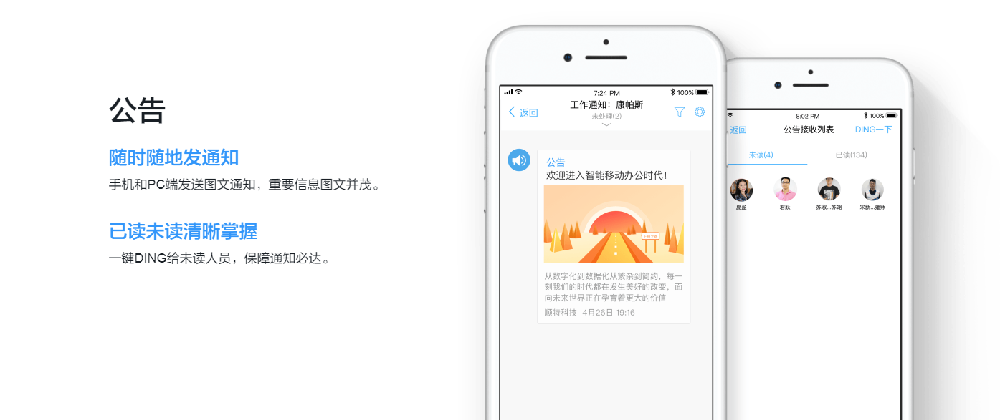 公告
随时随地发通知
手机和PC端发送图文通知，重要信息图文并茂。
已读未读清晰掌握
一键DING给未读人员，保障通知必达。
7:24 PM
100%
返回
工作通知：康帕斯
未处理(2)
公告
欢迎进入智能移动办公时代！
从数字化到数据化从繁杂到简约，每一
刻我们的时代都在发生美好的改变，面
向未来世界正在孕育着更大的价值
顺特科技 4月26日 19:16
8:02 PM
100%
返回
公告接收列表
DING一下
未读(4)
已读(134)
夏盈
君跃
苏淑...苏翊
宋新...雍熙